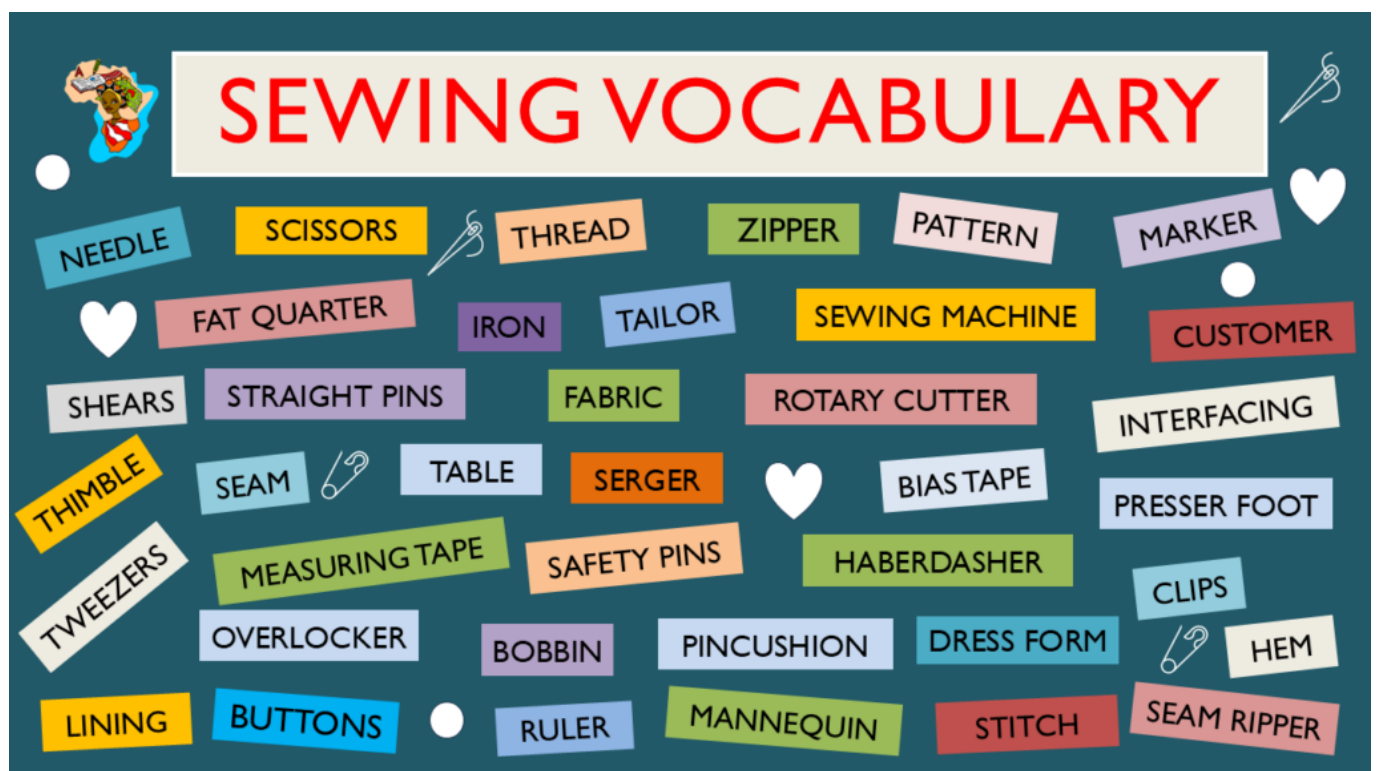 SEWING VOCABULARY
NEEDLE
SCISSORS
THREAD
ZIPPER
PATTERN
MARKER
FAT QUARTER
IRON
TAILOR
SEWING MACHINE
CUSTOMER
SHEARS
STRAIGHT PINS
FABRIC
ROTARY CUTTER
INTERFACING
THIMBLE
SEAM
TABLE
SERGER
BIAS TAPE
PRESSER FOOT
TWEEZERS
MEASURING TAPE
SAFETY PINS
HABERDASHER
CLIPS
OVERLOCKER
BOBBIN
PINCUSHION
DRESS FORM
HEM
LINING
BUTTONS
RULER
MANNEQUIN
STITCH
SEAM RIPPER